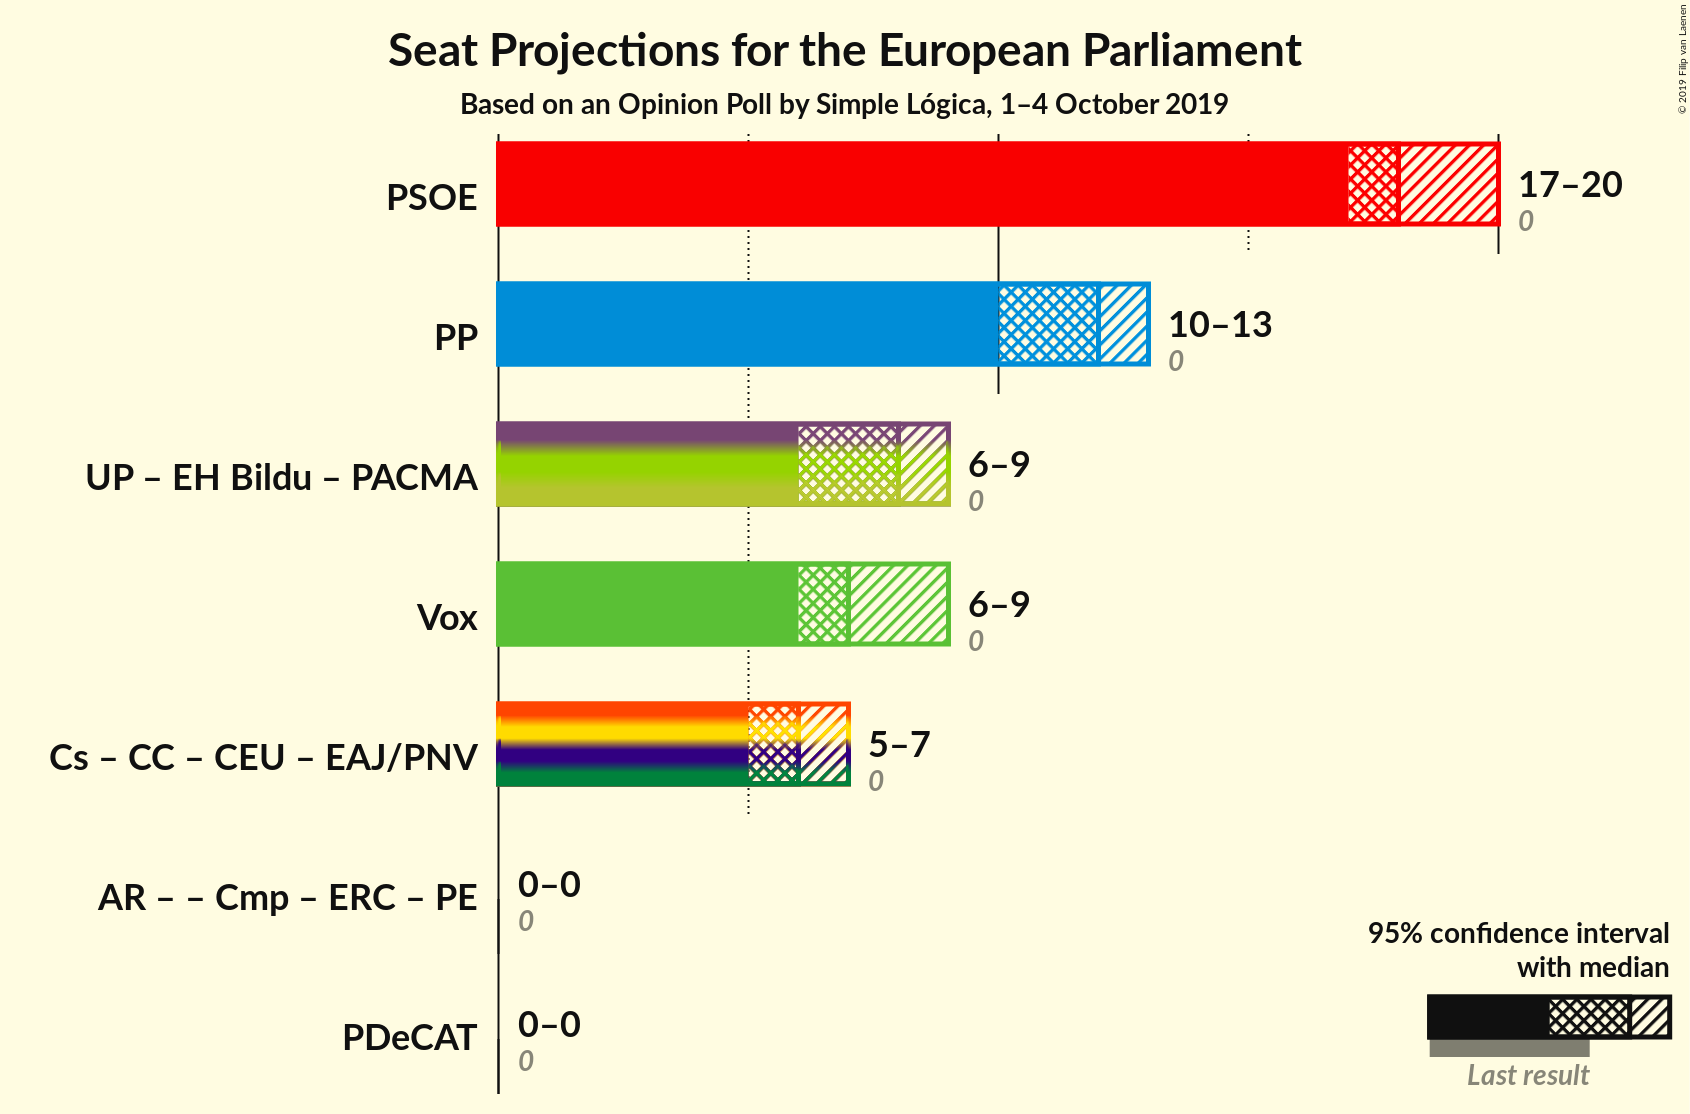 Seat Projections for the European Parliament
Based on an Opinion Poll by Simple Lógica, 1–4 October 2019
© 2019 Filip van Laenen
PSOE
17–20
0
PP
10–13
0
UP – EH Bildu – PACMA
6–9
0
Vox
6–9
0
Cs – CC – CEU – EAJ/PNV
5–7
0
AR – – Cmp – ERC – PE
0–0
0
PDeCAT
0–0
0
95% confidence interval
with median
Last result